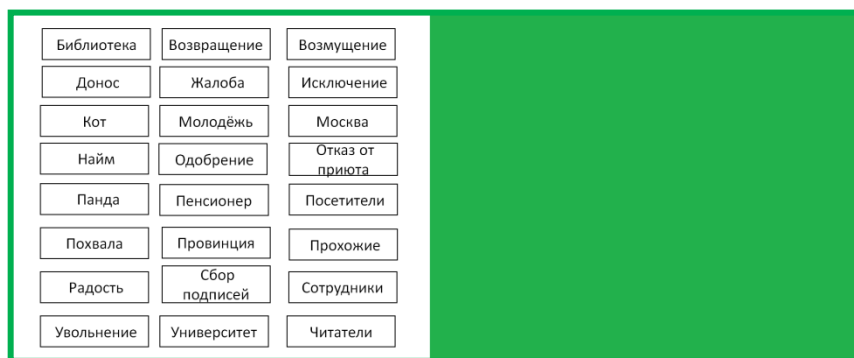 Библиотека
Возвращение
Возмущение
Донос
Жалоба
Исключение
Кот
Молодёжь
Москва
Найм
Одобрение
Отказ от
приюта
Панда
Пенсионер
Посетители
Похвала
Провинция
Прохожие
Радость
Сбор
подписей
Сотрудники
Увольнение
Университет
Читатели